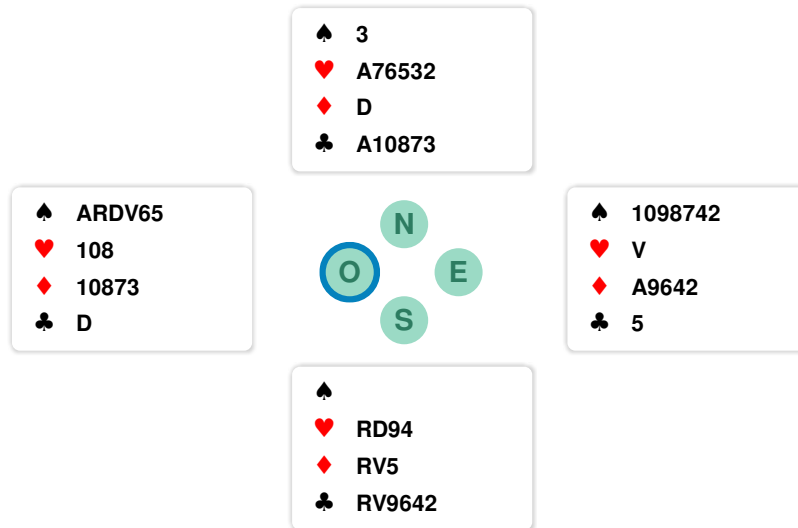 ♠ 3
♥ A76532
♦ D
♣ A10873
♠ ARDV65
♥ 108
♦ 10873
♣ D
N
O E
S
♠ 1098742
♥ V
♦ A9642
♣ 5
♠
♥ RD94
♦ RV5
♣ RV9642